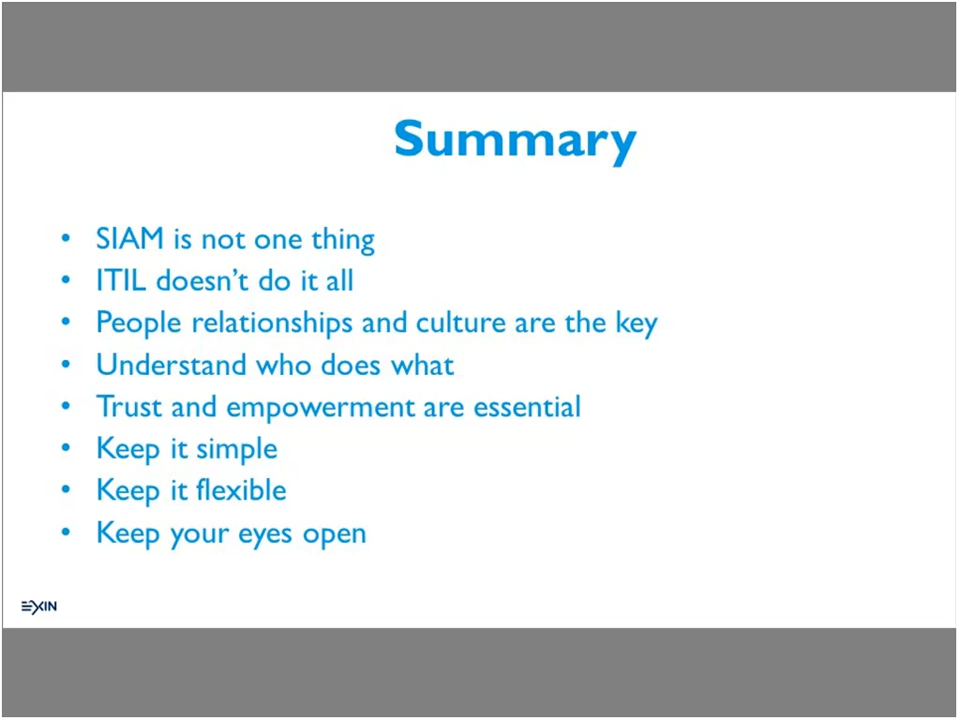 Summary
• SIAM is not one thing
• ITIL doesn't do it all
• People relationships and culture are the key
• Understand who does what
• Trust and empowerment are essential
• Keep it simple
• Keep it flexible
• Keep your eyes open
EXIN